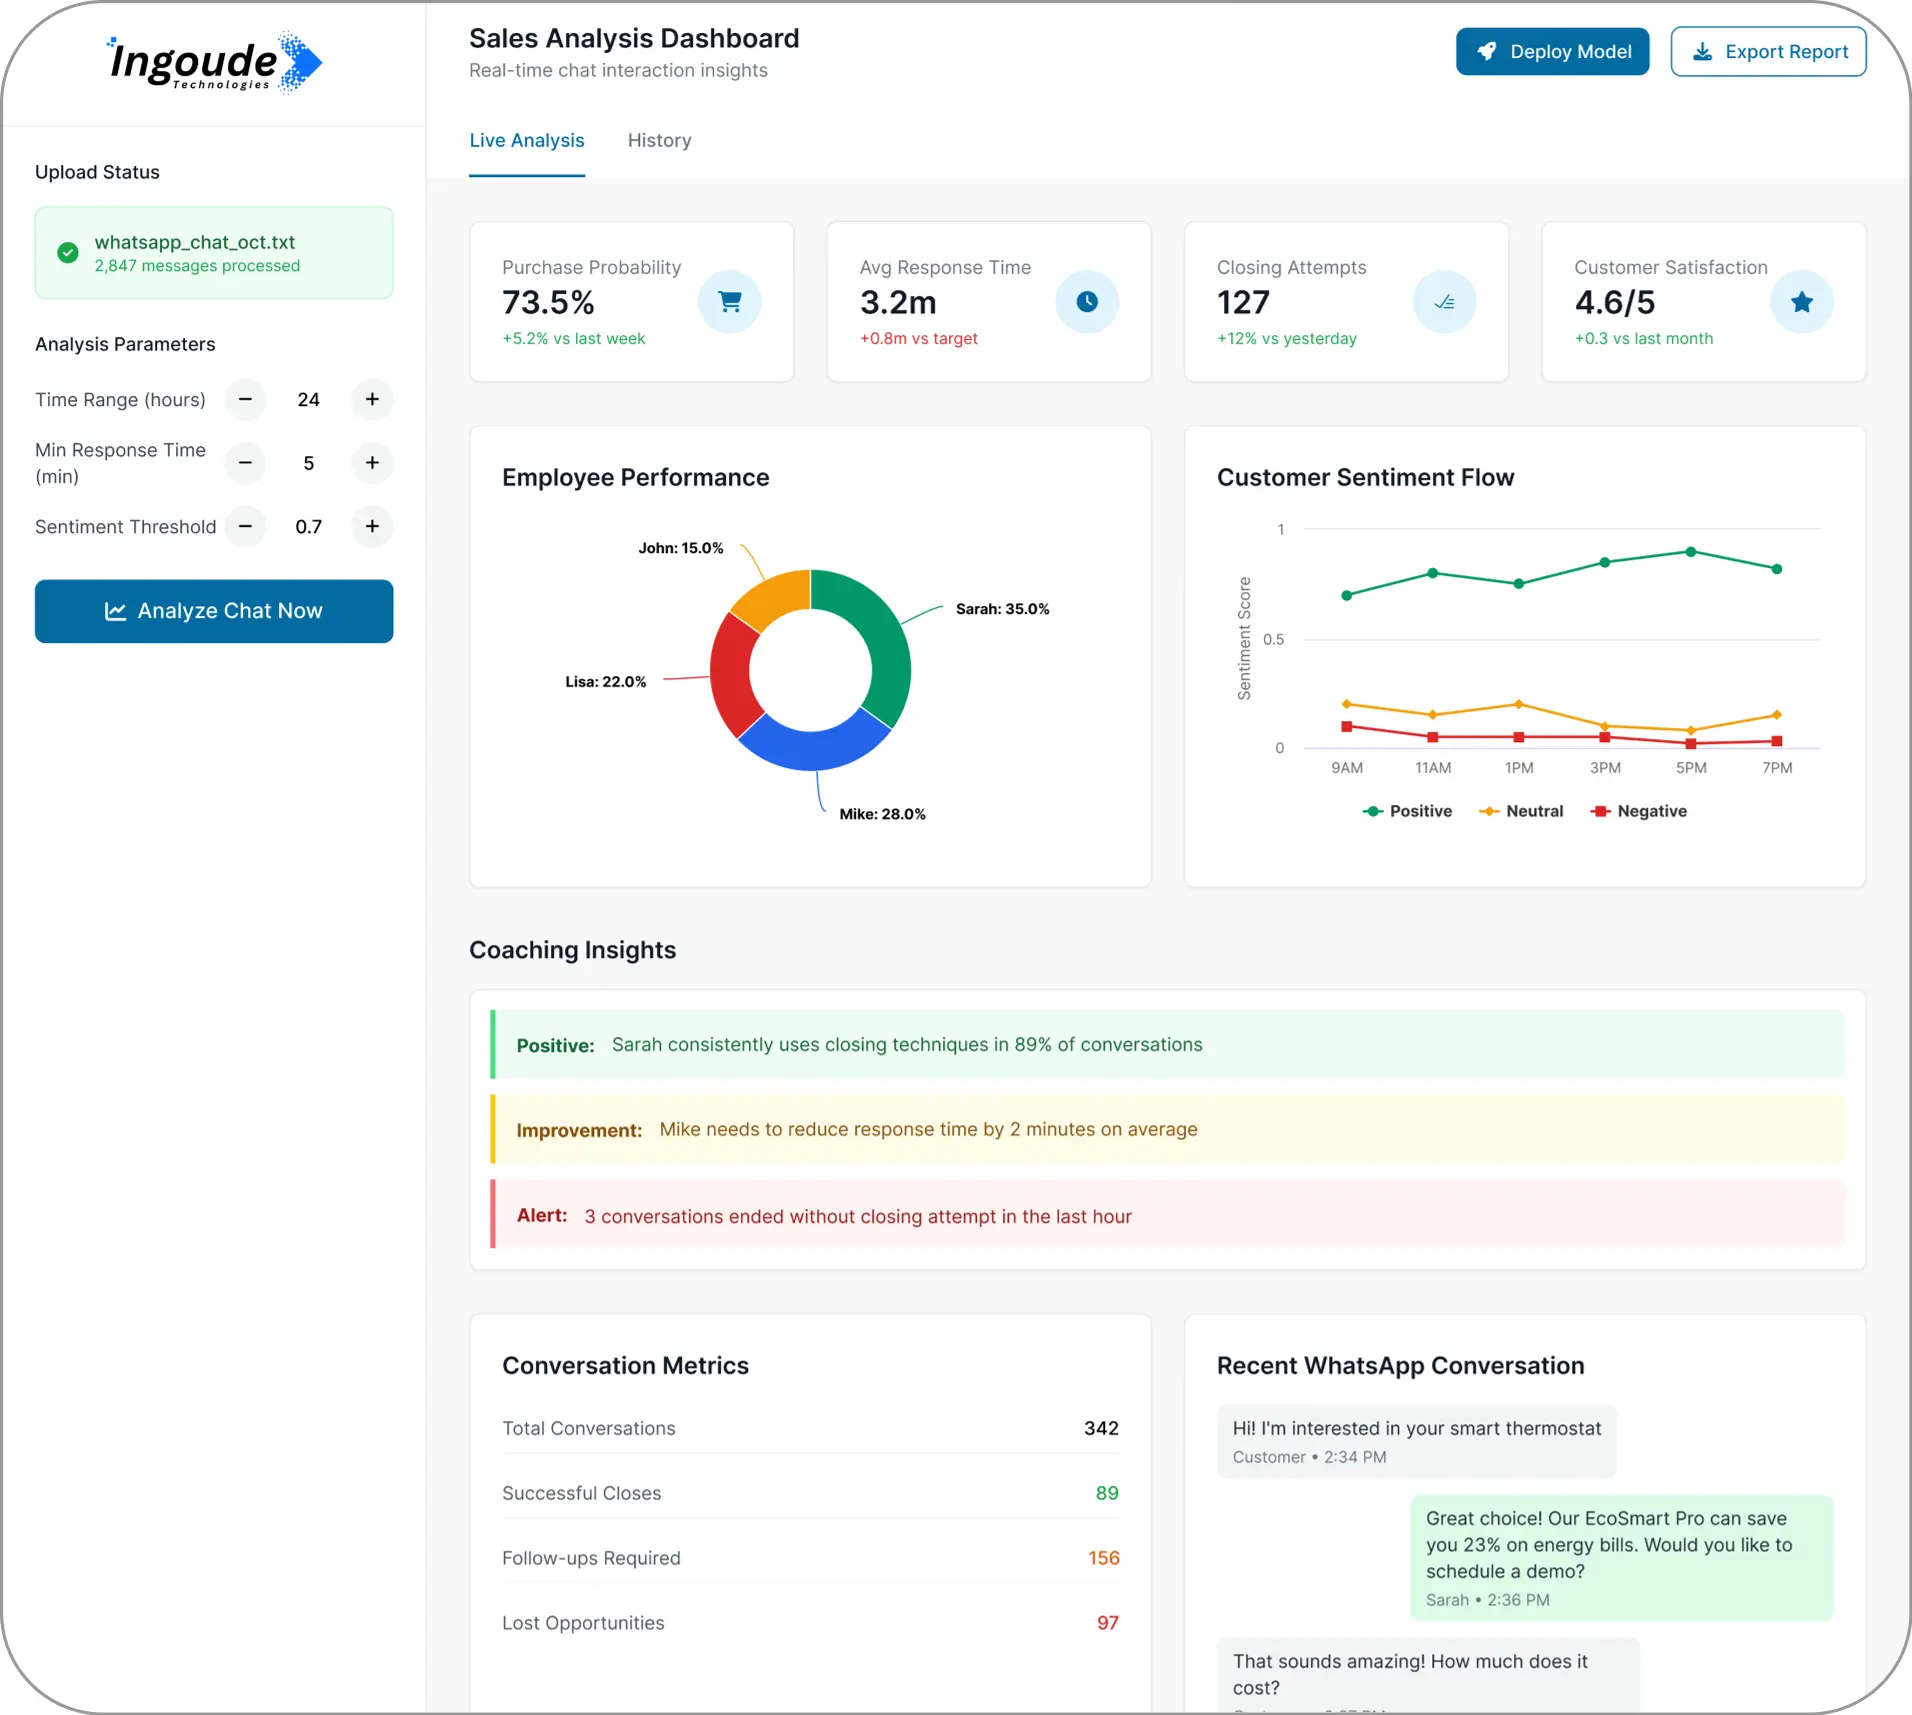 Ingoude
Technologies
Upload Status
whatsapp_chat_oct.txt
2,847 messages processed
Analysis Parameters
Time Range (hours) − 24 +
Min Response Time
(min) − 5 +
Sentiment Threshold − 0.7 +
Analyze Chat Now
Sales Analysis Dashboard
Real-time chat interaction insights
Deploy Model
Export Report
Live Analysis
History
Purchase Probability
73.5%
+5.2% vs last week
Avg Response Time
3.2m
+0.8m vs target
Closing Attempts
127
+12% vs yesterday
Customer Satisfaction
4.6/5
+0.3 vs last month
Employee Performance
John: 15.0%
Sarah: 35.0%
Lisa: 22.0%
Mike: 28.0%
Customer Sentiment Flow
Sentiment Score
1
0.5
0
9AM 11AM 1PM 3PM 5PM 7PM
Positive Neutral Negative
Coaching Insights
Positive: Sarah consistently uses closing techniques in 89% of conversations
Improvement: Mike needs to reduce response time by 2 minutes on average
Alert: 3 conversations ended without closing attempt in the last hour
Conversation Metrics
Total Conversations 342
Successful Closes 89
Follow-ups Required 156
Lost Opportunities 97
Recent WhatsApp Conversation
Hi! I'm interested in your smart thermostat
Customer • 2:34 PM
Great choice! Our EcoSmart Pro can save
you 23% on energy bills. Would you like to
schedule a demo?
Sarah • 2:36 PM
That sounds amazing! How much does it
cost?